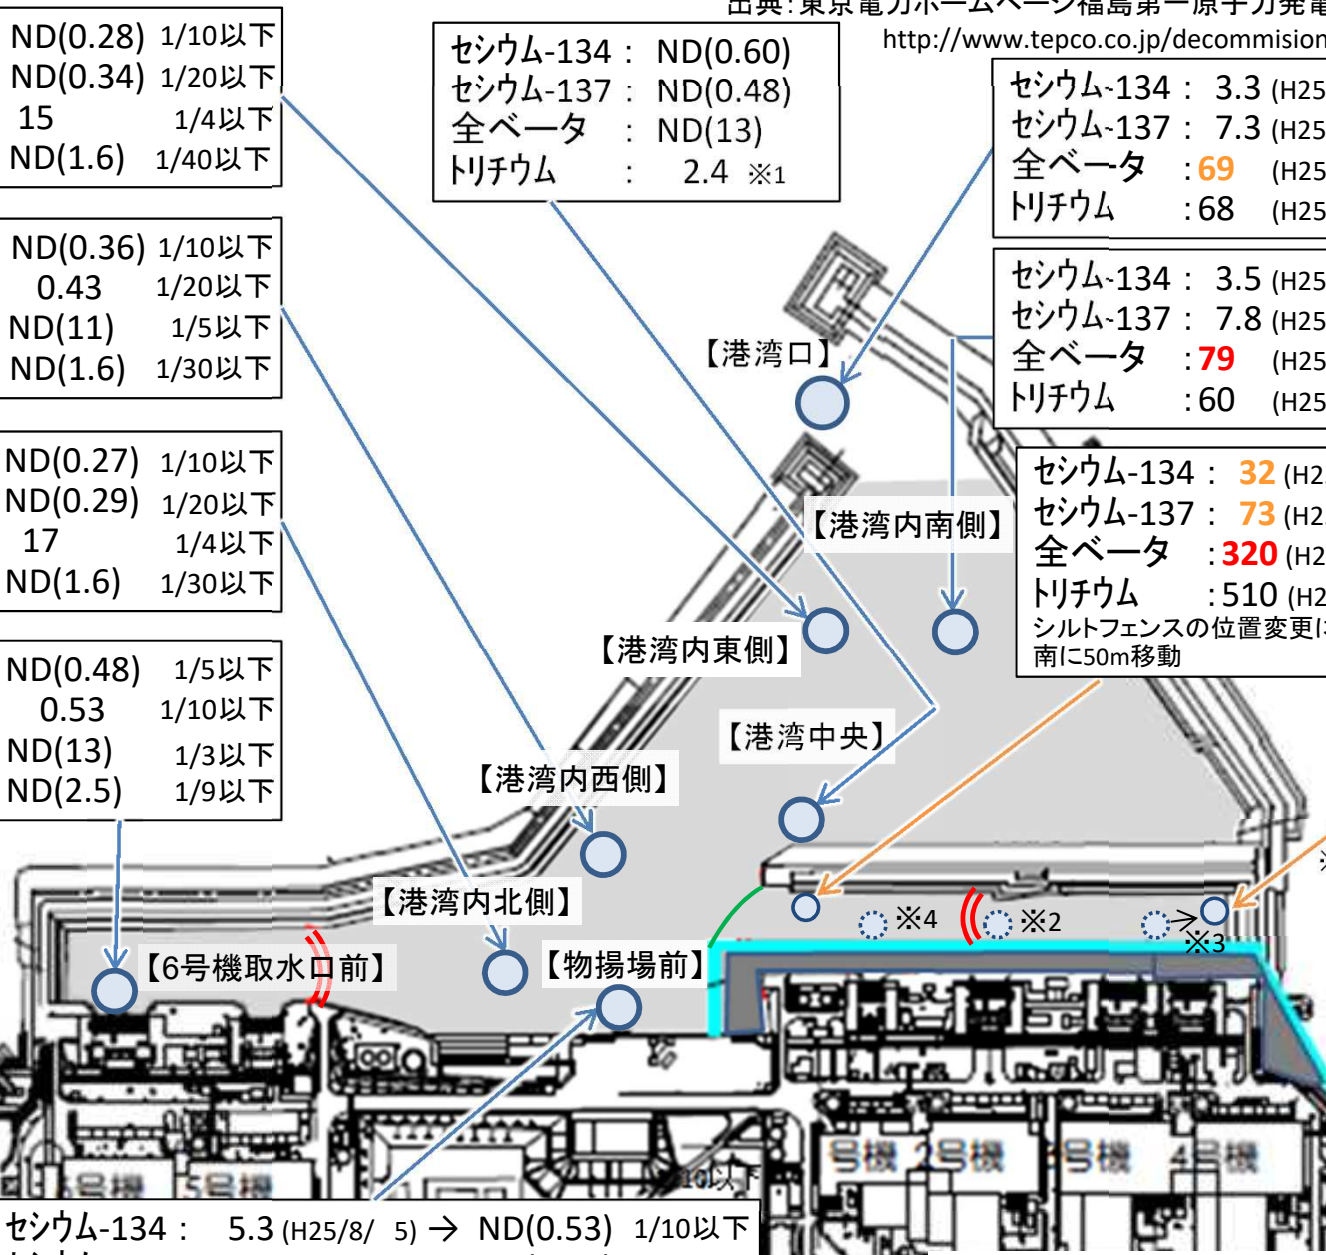 出典：東京電力ホームページ福島第一原子力発電
http://www.tepco.co.jp/decommision
ND(0.28) 1/10以下
ND(0.34) 1/20以下
15 1/4以下
ND(1.6) 1/40以下
セシウム-134 : ND(0.60)
セシウム-137 : ND(0.48)
全ベータ : ND(13)
トリチウム : 2.4 ※1
セシウム-134 : 3.3 (H25
セシウム-137 : 7.3 (H25
全ベータ : 69 (H25
トリチウム : 68 (H25
ND(0.36) 1/10以下
0.43 1/20以下
ND(11) 1/5以下
ND(1.6) 1/30以下
セシウム-134 : 3.5 (H25
セシウム-137 : 7.8 (H25
全ベータ : 79 (H25
トリチウム : 60 (H25
【港湾口】
ND(0.27) 1/10以下
ND(0.29) 1/20以下
17 1/4以下
ND(1.6) 1/30以下
セシウム-134 : 32 (H2
セシウム-137 : 73 (H2
全ベータ : 320 (H2
トリチウム : 510 (H2
シルトフェンスの位置変更に
南に50m移動
【港湾内南側】
【港湾内東側】
ND(0.48) 1/5以下
0.53 1/10以下
ND(13) 1/3以下
ND(2.5) 1/9以下
【港湾中央】
【港湾内西側】
【港湾内北側】
※4
※2
※3
【6号機取水口前】
【物揚場前】
号機 2号機 3号機 4号機
6号機 5号機
10以下
セシウム-134 : 5.3 (H25/8/ 5) → ND(0.53) 1/10以下